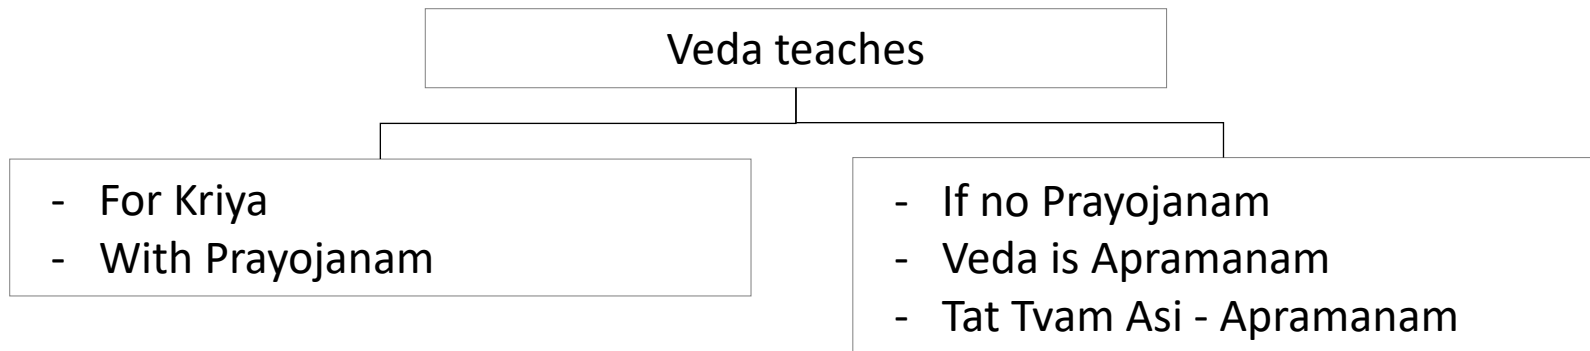 Veda teaches
- For Kriya
- With Prayojanam
- If no Prayojanam
- Veda is Apramanam
- Tat Tvam Asi - Apramanam